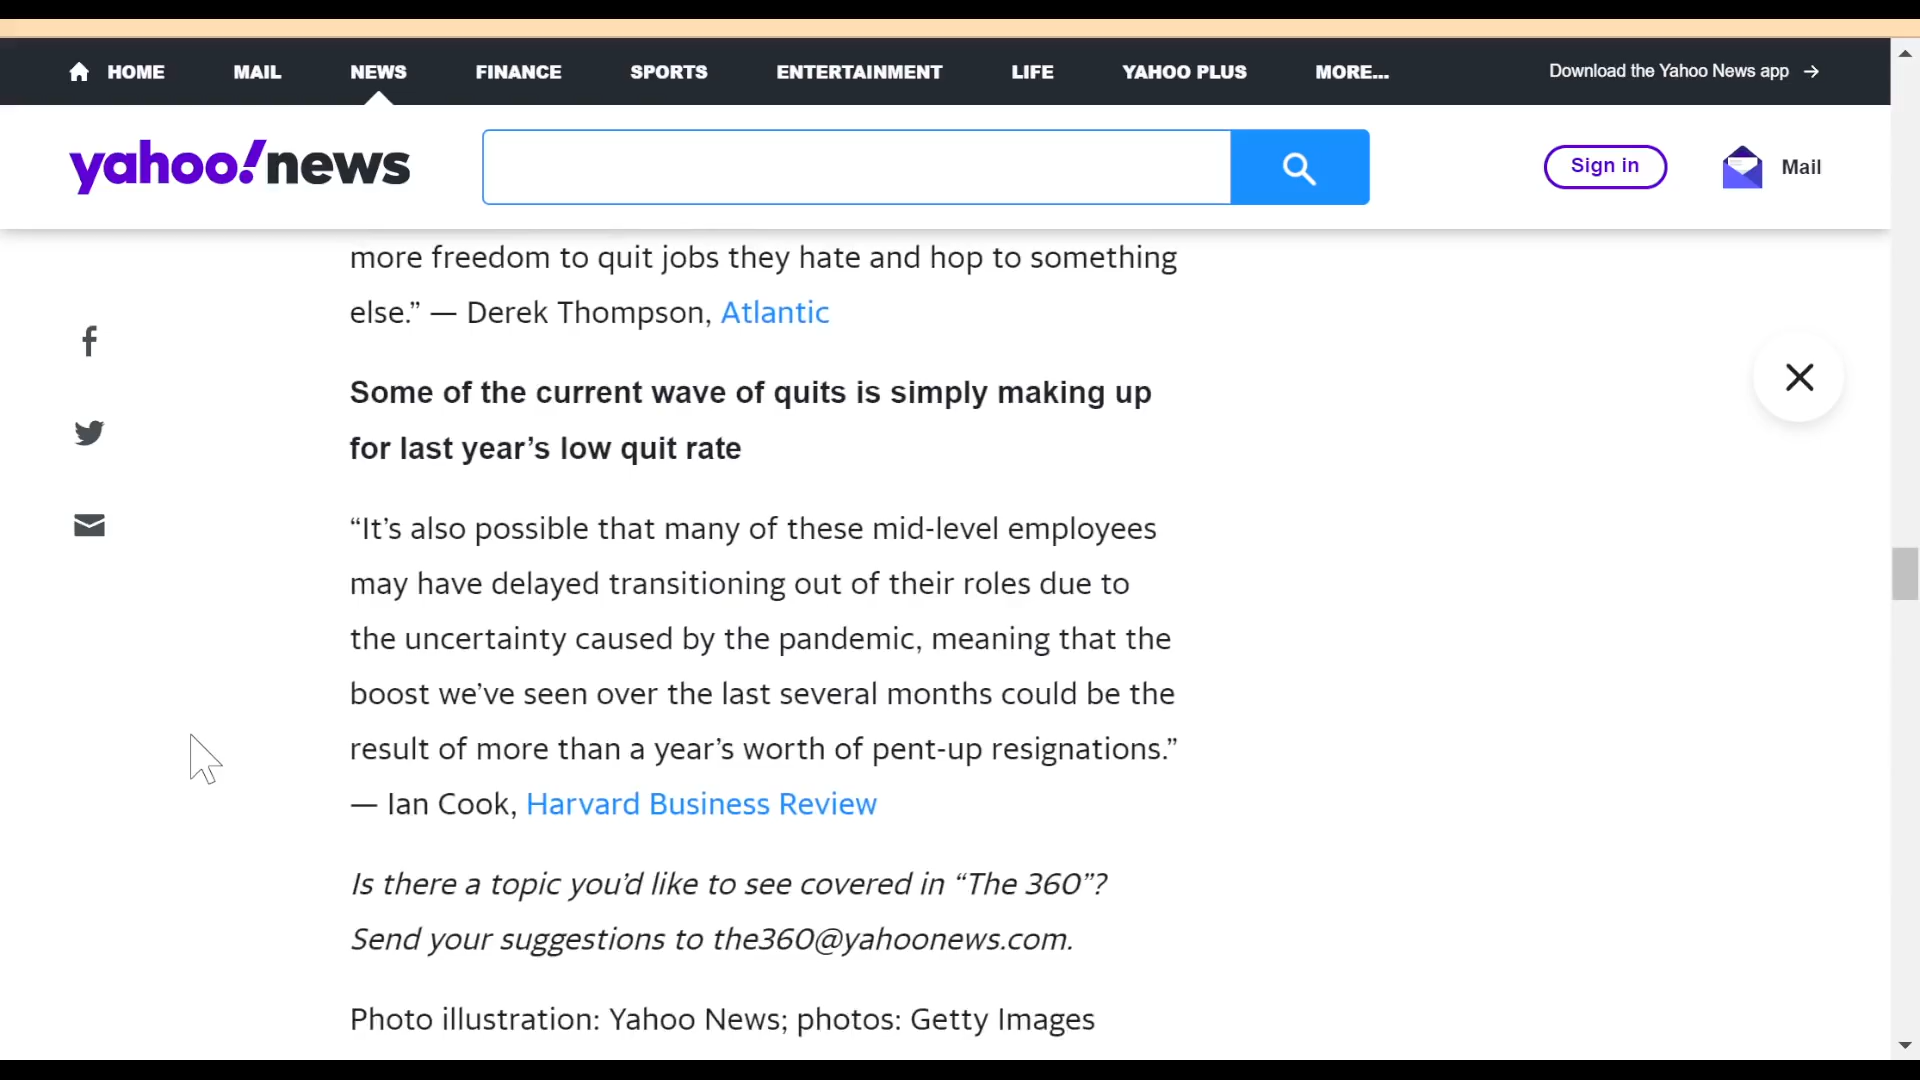 HOME MAIL NEWS FINANCE SPORTS ENTERTAINMENT LIFE YAHOO PLUS MORE... Download the Yahoo News app →
yahoo!news Sign in Mail
more freedom to quit jobs they hate and hop to something
else.” — Derek Thompson, Atlantic
Some of the current wave of quits is simply making up
for last year’s low quit rate
“It’s also possible that many of these mid-level employees
may have delayed transitioning out of their roles due to
the uncertainty caused by the pandemic, meaning that the
boost we’ve seen over the last several months could be the
result of more than a year’s worth of pent-up resignations.”
— Ian Cook, Harvard Business Review
Is there a topic you’d like to see covered in “The 360”?
Send your suggestions to the360@yahoonews.com.
Photo illustration: Yahoo News; photos: Getty Images